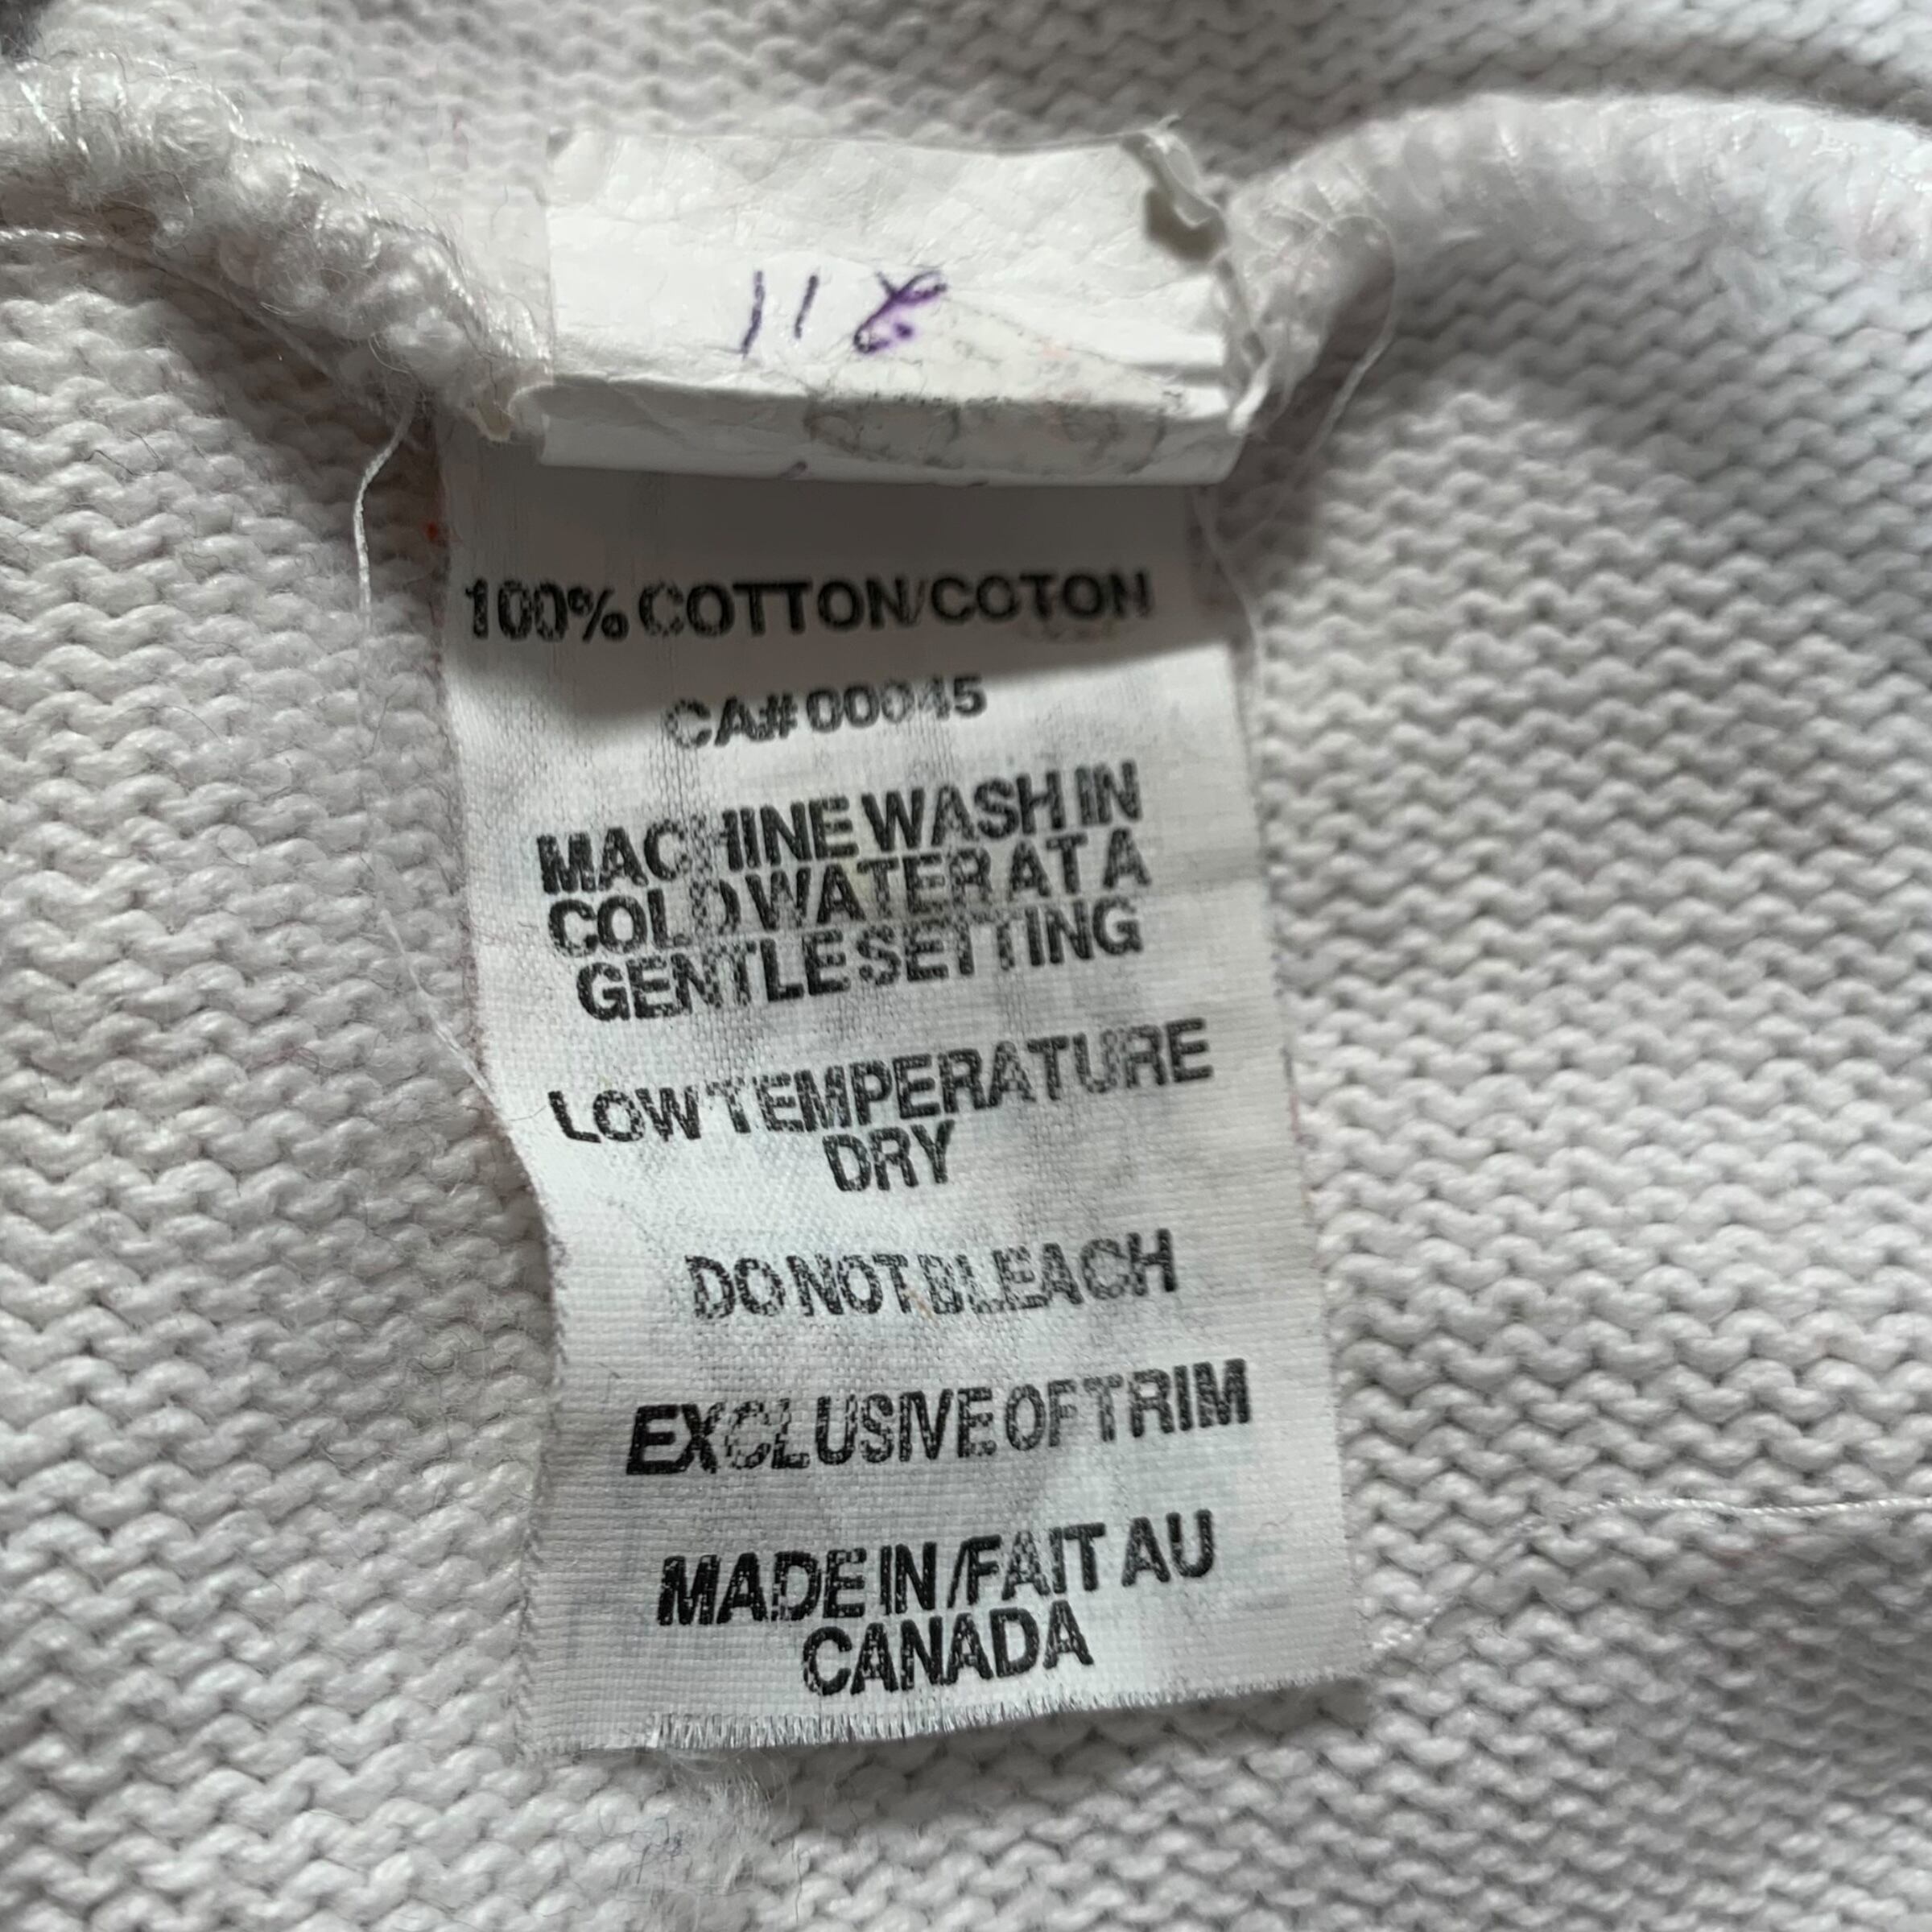 118
100% COTTON/COTON
CA# 00045
MACHINE WASH IN
COLD WATER AT A
GENTLE SETTING
LOW TEMPERATURE
DRY
DO NOT BLEACH
EXCLUSIVE OF TRIM
MADE IN/FAIT AU
CANADA